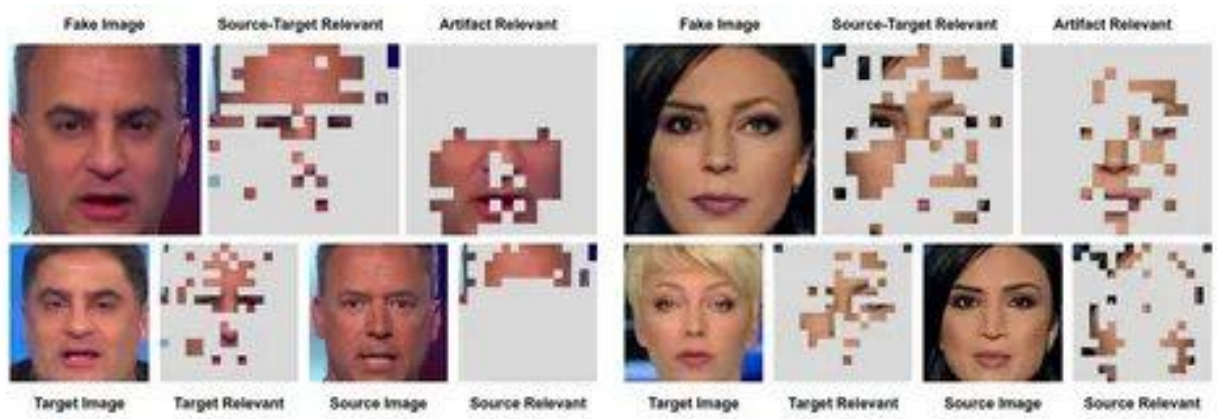 Fake Image Source-Target Relevant Artifact Relevant Fake Image Source-Target Relevant Artifact Relevant
Target Image Target Relevant Source Image Source Relevant Target Image Target Relevant Source Image Source Relevant